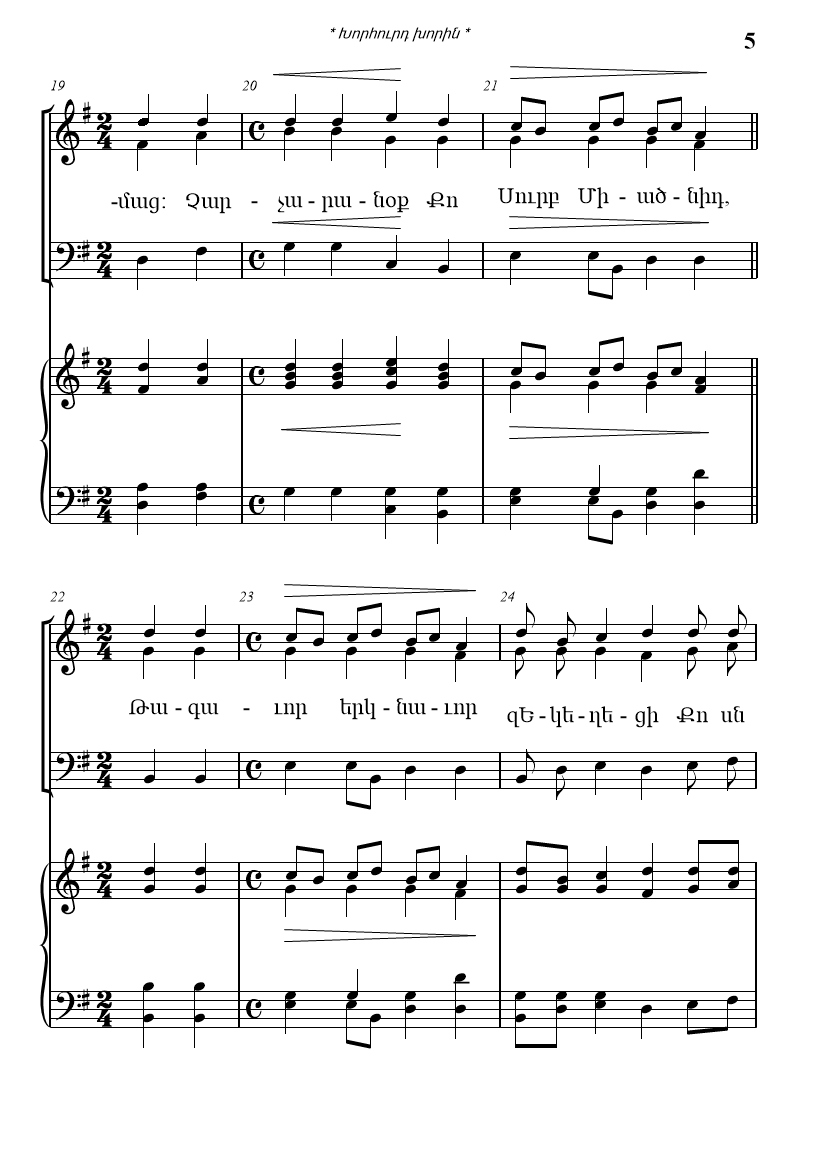 * Խորհուրդ խորին *
5
19 20 21
-մաց: Չար - չա - րա - նօք Քո Սուրբ Մի - ած - նիդ,
22 23 24
Թա - գա - ւոր երկ - նա - ւոր զԵ - կե - ղե - ցի Քո սն